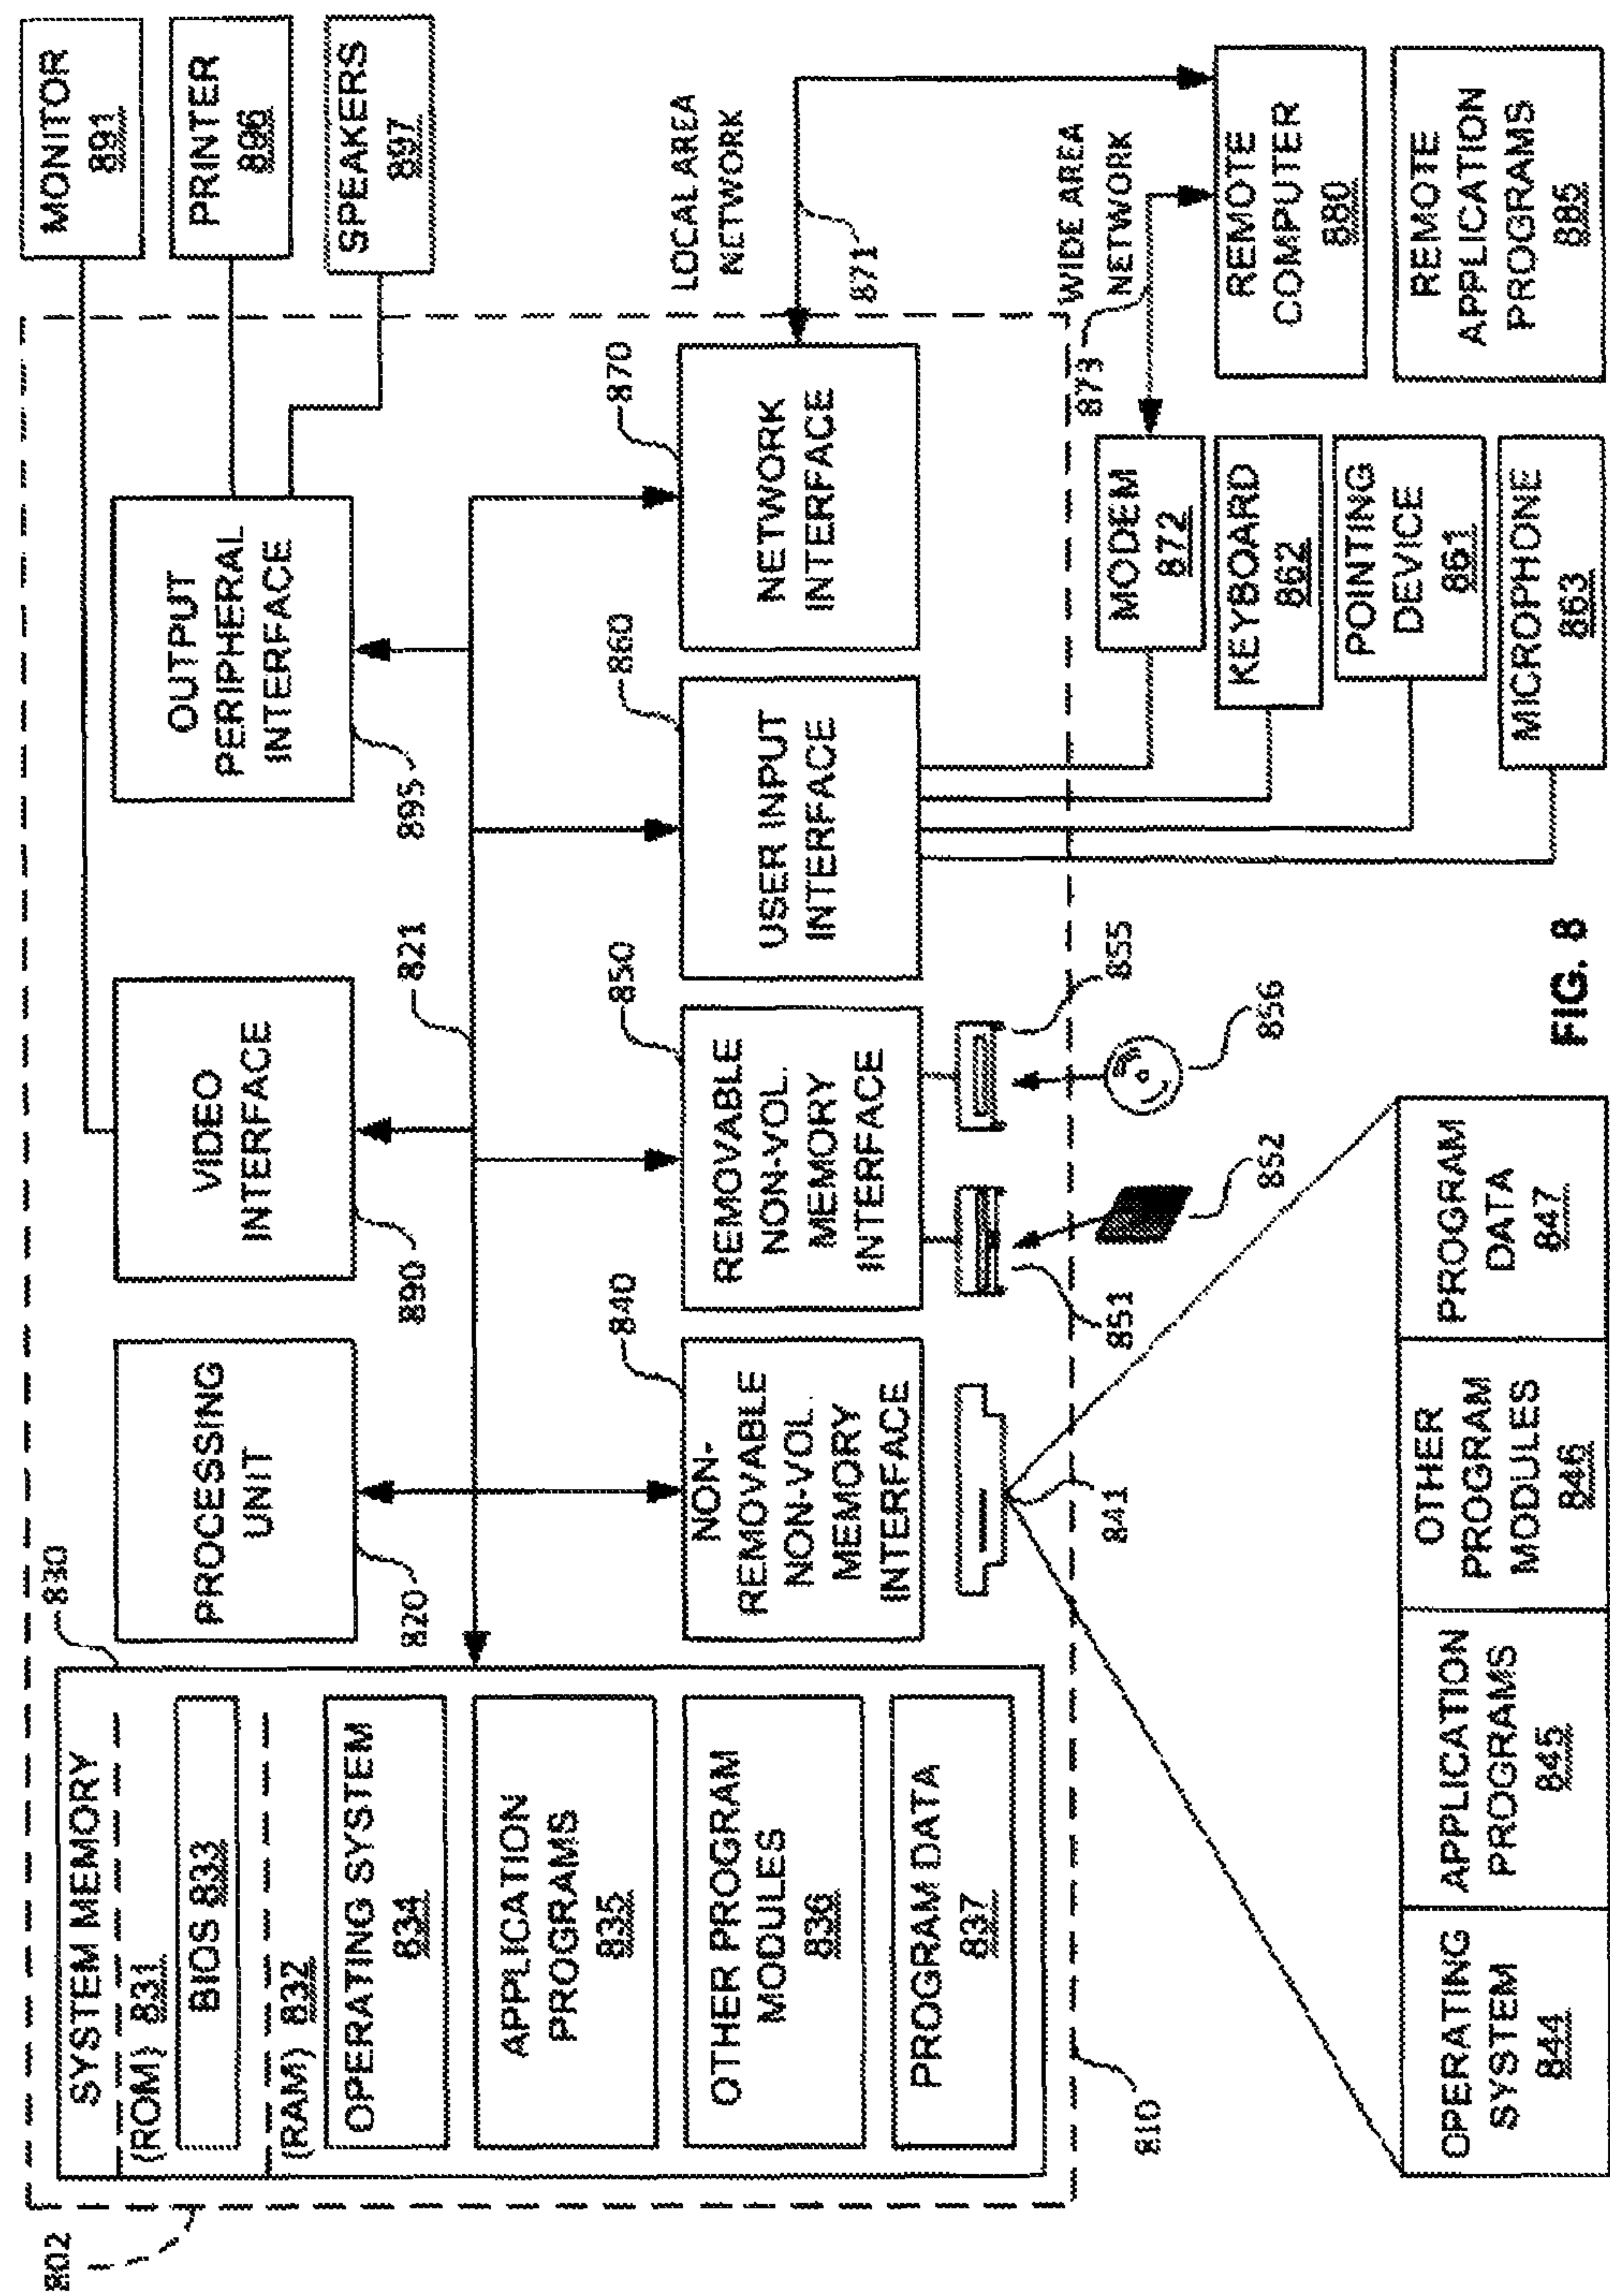 802
SYSTEM MEMORY
(ROM) 831
BIOS 833
(RAM) 832
OPERATING SYSTEM
834
APPLICATION
PROGRAMS
835
OTHER PROGRAM
MODULES
836
PROGRAM DATA
837
830
PROCESSING
UNIT
820
VIDEO
INTERFACE
890
OUTPUT
PERIPHERAL
INTERFACE
895
821
MONITOR
891
PRINTER
896
SPEAKERS
897
NON-
REMOVABLE
NON-VOL.
MEMORY
INTERFACE
840
REMOVABLE
NON-VOL.
MEMORY
INTERFACE
850
USER INPUT
INTERFACE
860
NETWORK
INTERFACE
870
LOCAL AREA
NETWORK
871
WIDE AREA
NETWORK
873
810
841
851
852
855
856
MODEM
872
KEYBOARD
862
POINTING
DEVICE
861
MICROPHONE
863
REMOTE
COMPUTER
880
REMOTE
APPLICATION
PROGRAMS
885
OPERATING
SYSTEM
844
APPLICATION
PROGRAMS
845
OTHER
PROGRAM
MODULES
846
PROGRAM
DATA
847
FIG. 8